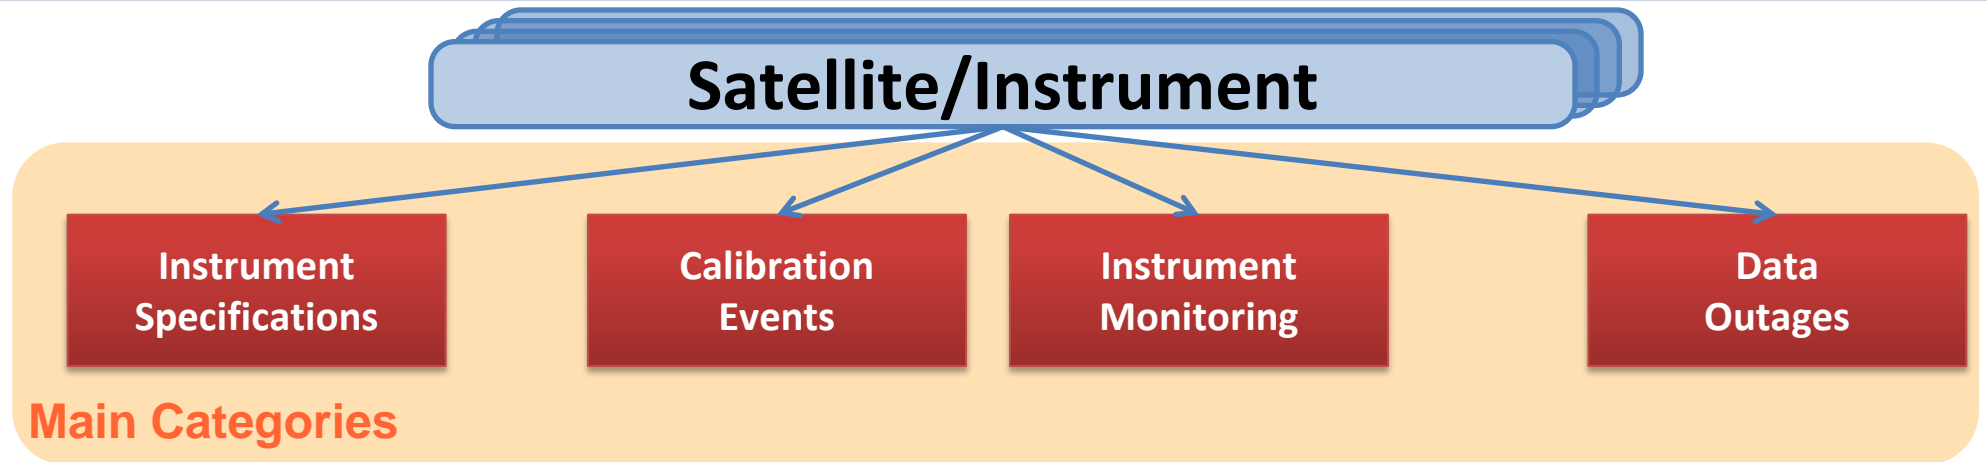 Satellite/Instrument
Instrument
Specifications
Calibration
Events
Instrument
Monitoring
Data
Outages
Main Categories